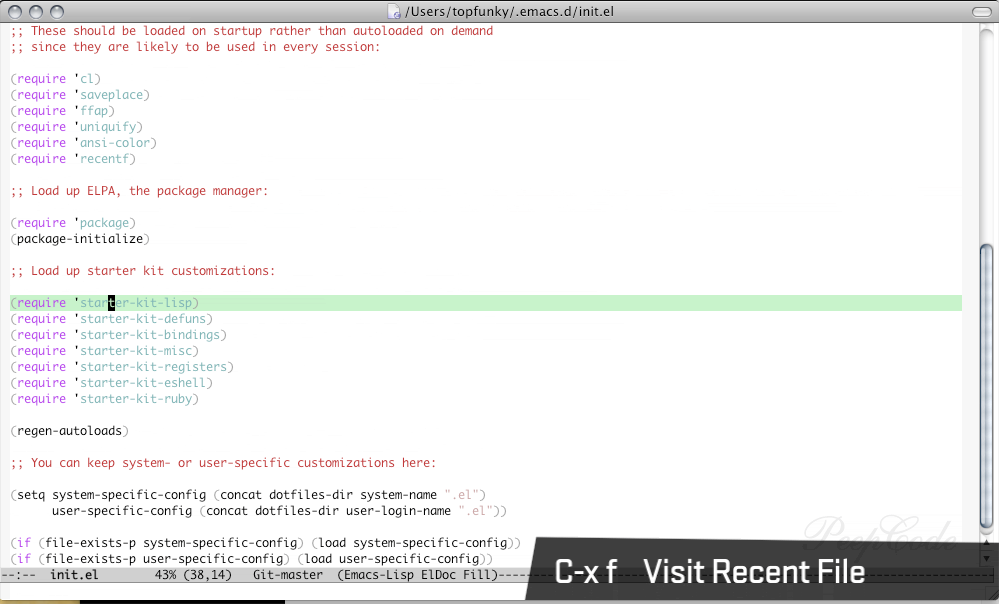 /Users/topfunky/.emacs.d/init.el
;; These should be loaded on startup rather than autoloaded on demand
;; since they are likely to be used in every session:
(require 'cl)
(require 'saveplace)
(require 'ffap)
(require 'uniquify)
(require 'ansi-color)
(require 'recentf)
;; Load up ELPA, the package manager:
(require 'package)
(package-initialize)
;; Load up starter kit customizations:
(require 'starter-kit-lisp)
(require 'starter-kit-defuns)
(require 'starter-kit-bindings)
(require 'starter-kit-misc)
(require 'starter-kit-registers)
(require 'starter-kit-eshell)
(require 'starter-kit-ruby)
(regen-autoloads)
;; You can keep system- or user-specific customizations here:
(setq system-specific-config (concat dotfiles-dir system-name ".el")
      user-specific-config (concat dotfiles-dir user-login-name ".el"))
(if (file-exists-p system-specific-config) (load system-specific-config))
(if (file-exists-p user-specific-config) (load user-specific-config))
PeepCode
--:--  init.el        43% (38,14)   Git-master  (Emacs-Lisp ElDoc Fill)----
C-x f Visit Recent File